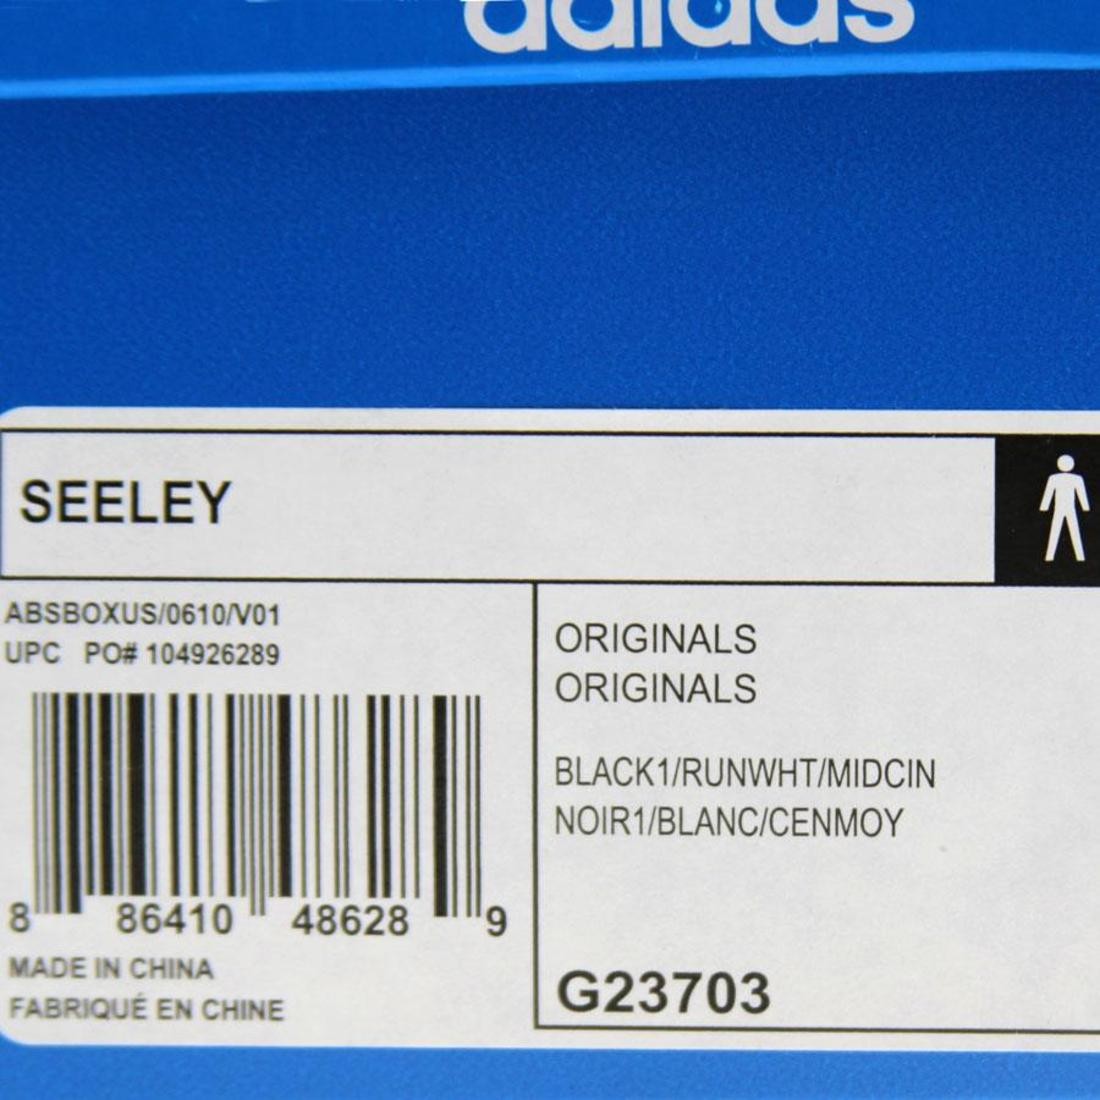 adidas
SEELEY
ABSBOXUS/0610/V01
UPC PO# 104926289
8 86410 48628 9
MADE IN CHINA
FABRIQUÉ EN CHINE
ORIGINALS
ORIGINALS
BLACK1/RUNWHT/MIDCIN
NOIR1/BLANC/CENMOY
G23703